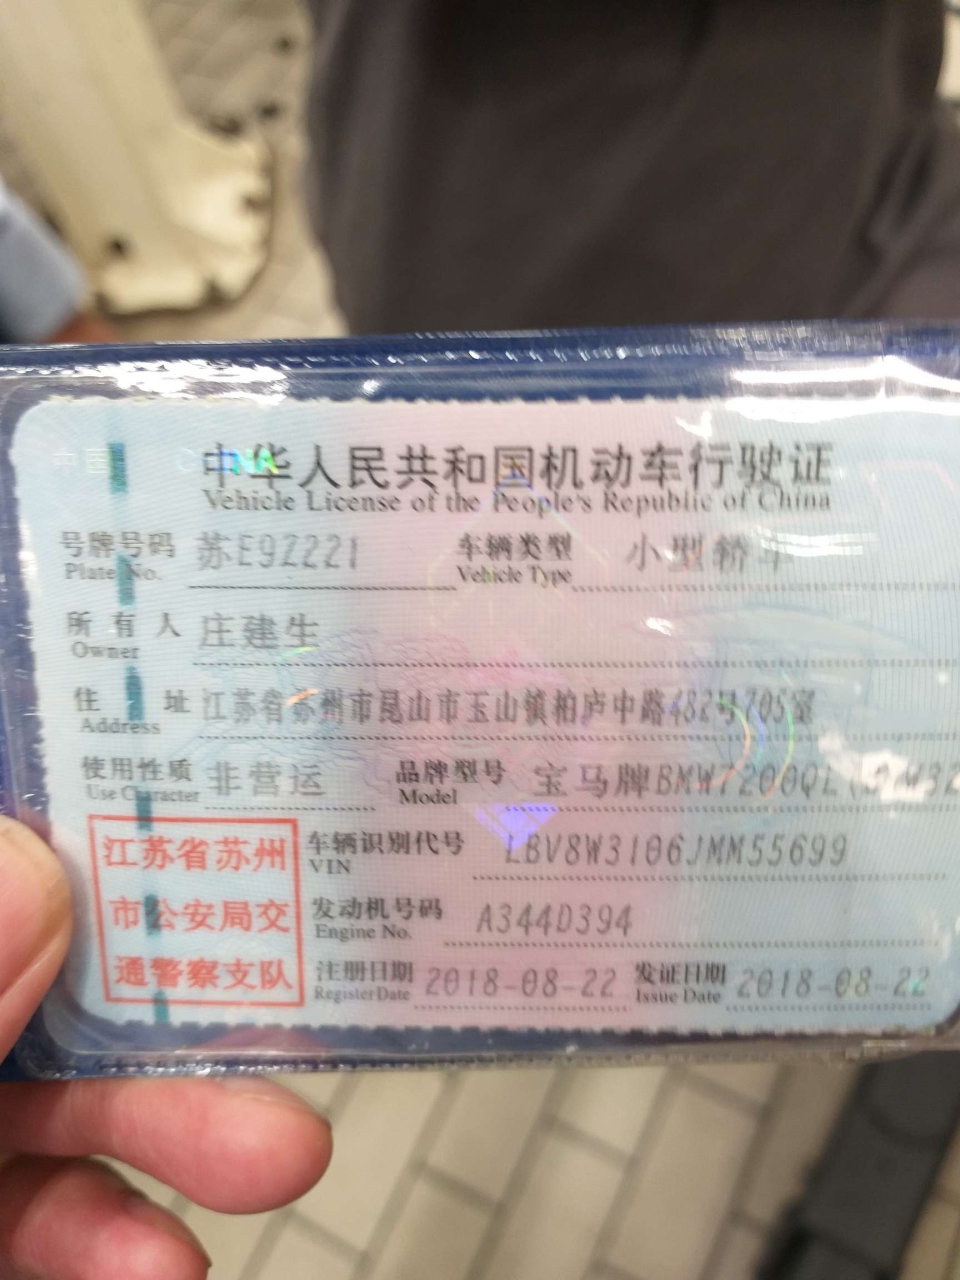 中国 CHINA
中华人民共和国机动车行驶证
Vehicle License of the People's Republic of China
号牌号码 苏E92221 车辆类型 小型轿车
Plate No. Vehicle Type
所有人 庄建生
Owner
住址 江苏省苏州市昆山市玉山镇柏庐中路482号705室
Address
使用性质 非营运 品牌型号 宝马牌BMW7200QL(BMW32
Use Character Model
江苏省苏州 车辆识别代号 LBV8W3106JMM55699
VIN
市公安局交 发动机号码 A344D394
Engine No.
通警察支队 注册日期 2018-08-22 发证日期 2018-08-22
Register Date Issue Date